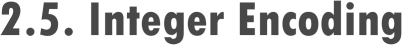 2.5. Integer Encoding